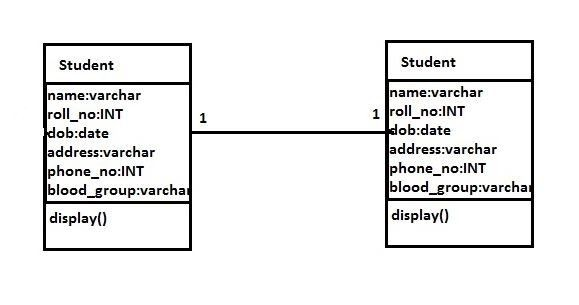 Student
name:varchar
roll_no:INT
dob:date
address:varchar
phone_no:INT
blood_group:varchar
display()
1
1
Student
name:varchar
roll_no:INT
dob:date
address:varchar
phone_no:INT
blood_group:varchar
display()